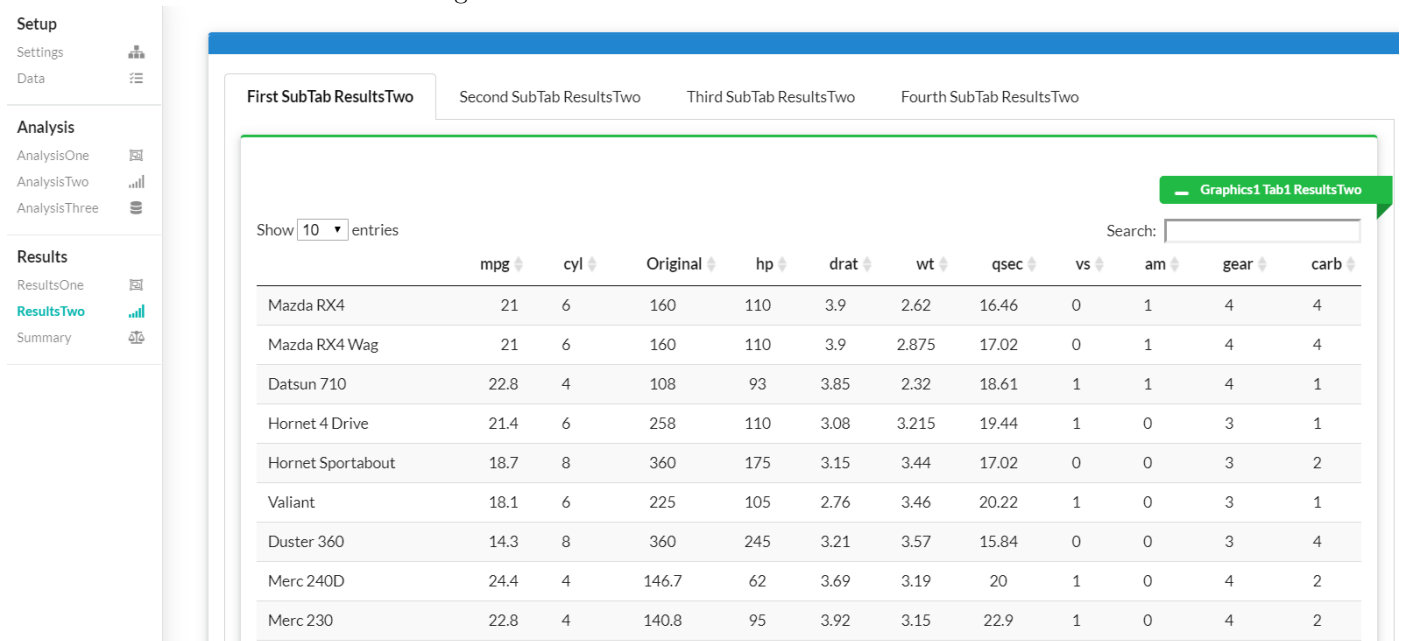 Setup
Settings
Data
Analysis
AnalysisOne
AnalysisTwo
AnalysisThree
Results
ResultsOne
ResultsTwo
Summary
First SubTab ResultsTwo Second SubTab ResultsTwo Third SubTab ResultsTwo Fourth SubTab ResultsTwo
Graphics1 Tab1 ResultsTwo
Show 10 entries Search:
mpg cyl Original hp drat wt qsec vs am gear carb
Mazda RX4 21 6 160 110 3.9 2.62 16.46 0 1 4 4
Mazda RX4 Wag 21 6 160 110 3.9 2.875 17.02 0 1 4 4
Datsun 710 22.8 4 108 93 3.85 2.32 18.61 1 1 4 1
Hornet 4 Drive 21.4 6 258 110 3.08 3.215 19.44 1 0 3 1
Hornet Sportabout 18.7 8 360 175 3.15 3.44 17.02 0 0 3 2
Valiant 18.1 6 225 105 2.76 3.46 20.22 1 0 3 1
Duster 360 14.3 8 360 245 3.21 3.57 15.84 0 0 3 4
Merc 240D 24.4 4 146.7 62 3.69 3.19 20 1 0 4 2
Merc 230 22.8 4 140.8 95 3.92 3.15 22.9 1 0 4 2